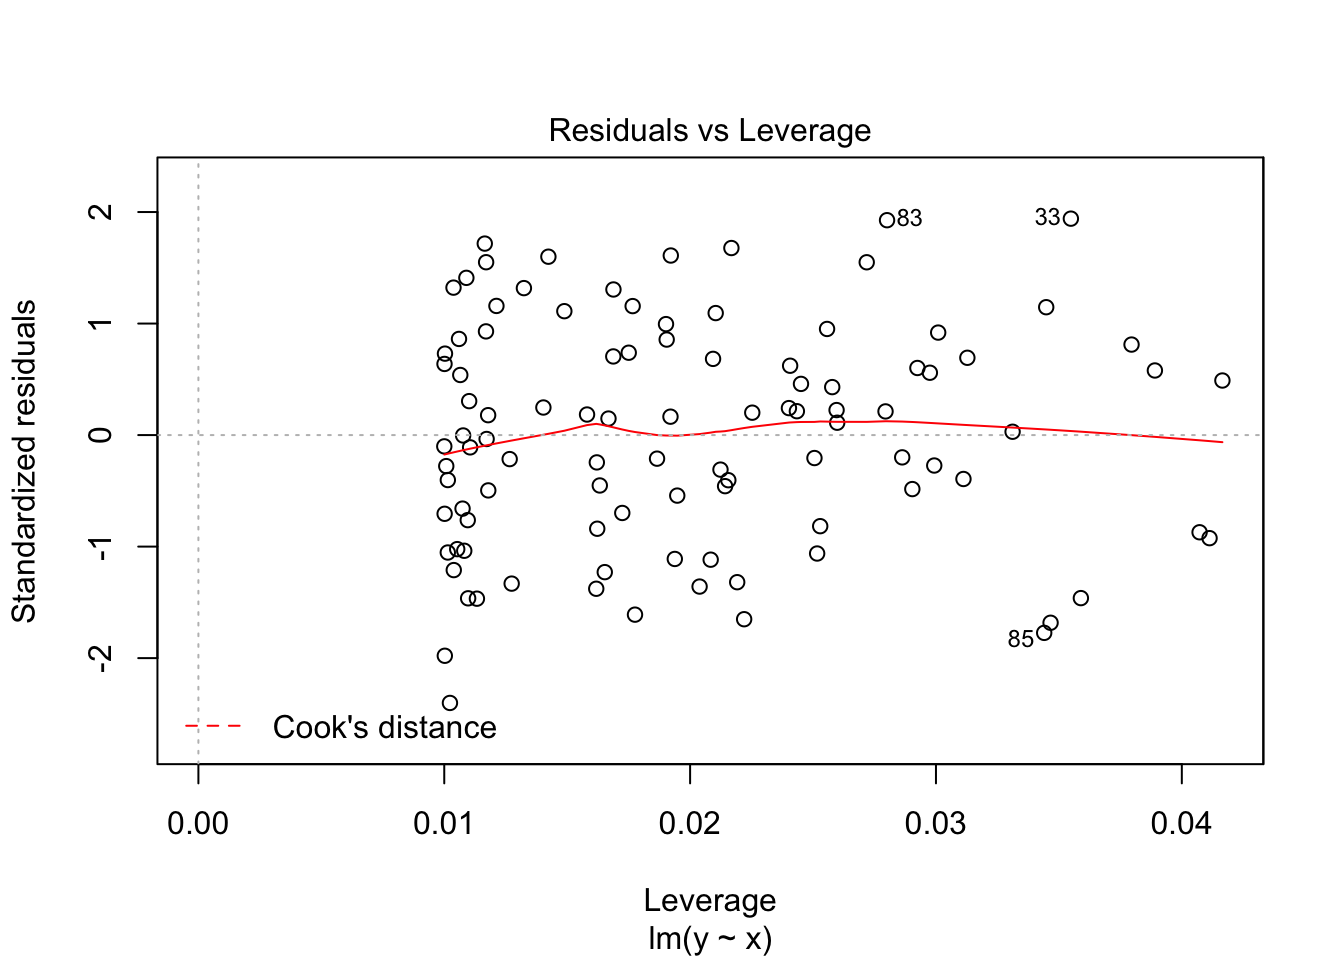 Residuals vs Leverage
Standardized residuals
2
1
0
-1
-2
83
33
85
Cook's distance
0.00 0.01 0.02 0.03 0.04
Leverage
lm(y ~ x)